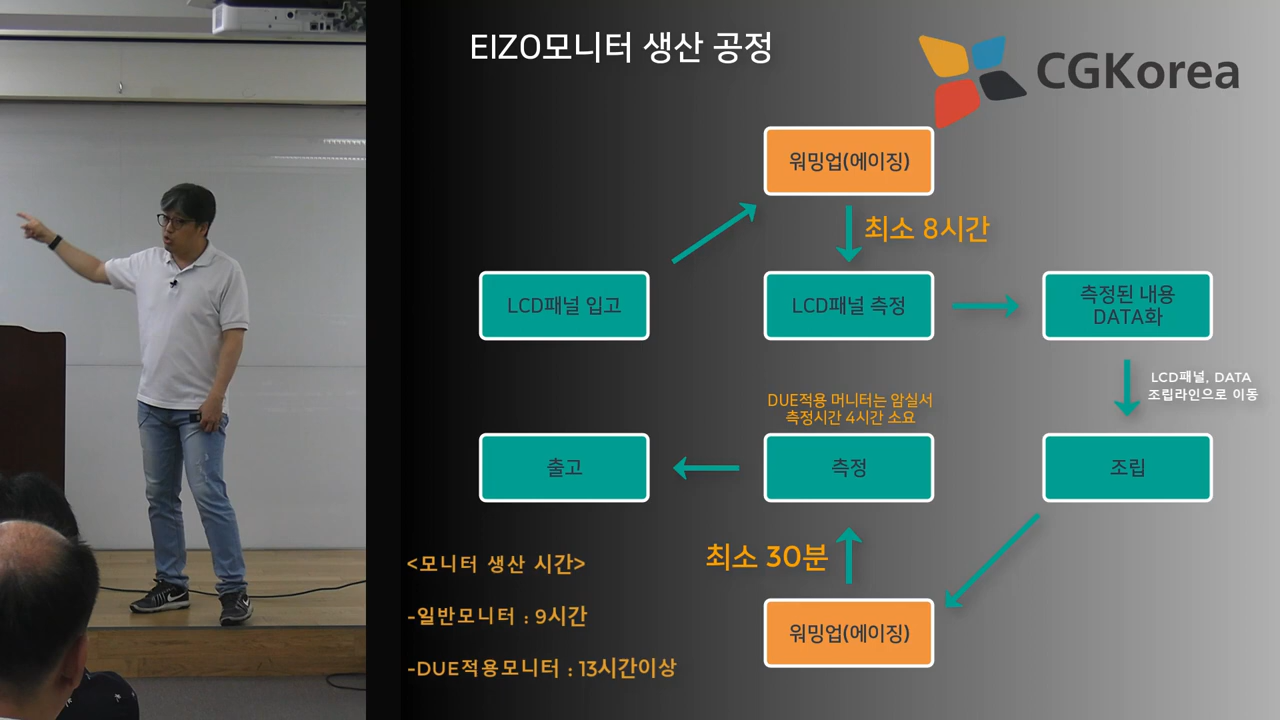 EIZO모니터 생산 공정
CGKorea
워밍업(에이징)
최소 8시간
LCD패널 입고
LCD패널 측정
측정된 내용
DATA화
LCD패널, DATA
조립라인으로 이동
DUE적용 머니터는 암실서
측정시간 4시간 소요
출고
측정
조립
최소 30분
워밍업(에이징)
<모니터 생산 시간>
-일반모니터 : 9시간
-DUE적용모니터 : 13시간이상